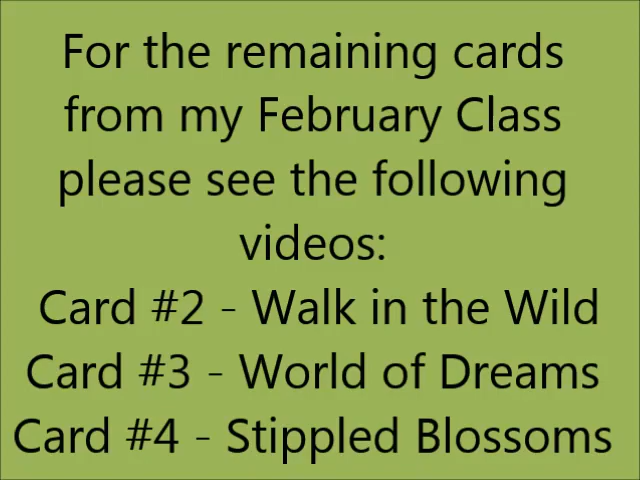 For the remaining cards
from my February Class
please see the following
videos:
Card #2 - Walk in the Wild
Card #3 - World of Dreams
Card #4 - Stippled Blossoms